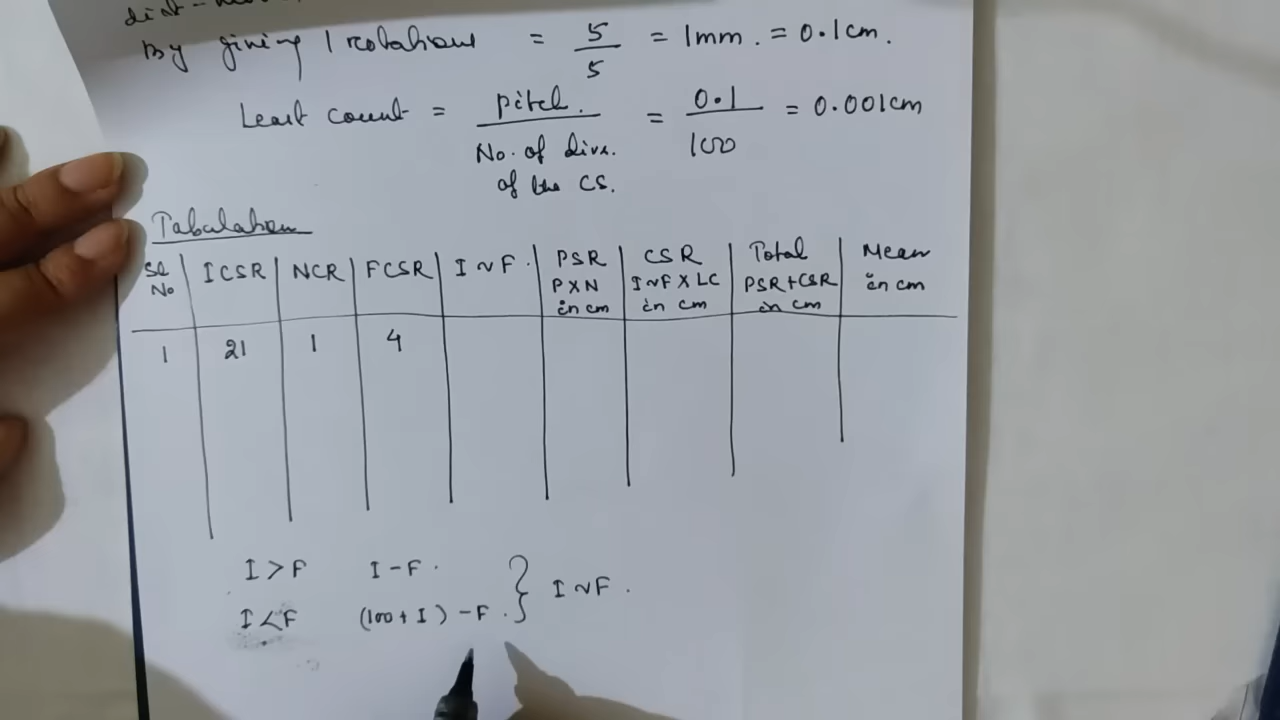 By giving 1 rotations = 5/5 = 1mm. = 0.1cm.
Least count = pitch. / No. of divs. of the CS. = 0.1/100 = 0.001cm
Tabulation
Sl No | ICSR | NCR | FCSR | I ~ F. | PSR P X N in cm | CSR I~F X LC in cm | Total PSR+CSR in cm | Mean in cm
1 | 21 | 1 | 4
I > F I - F.
I < F (100 + I) - F. } I ~ F.